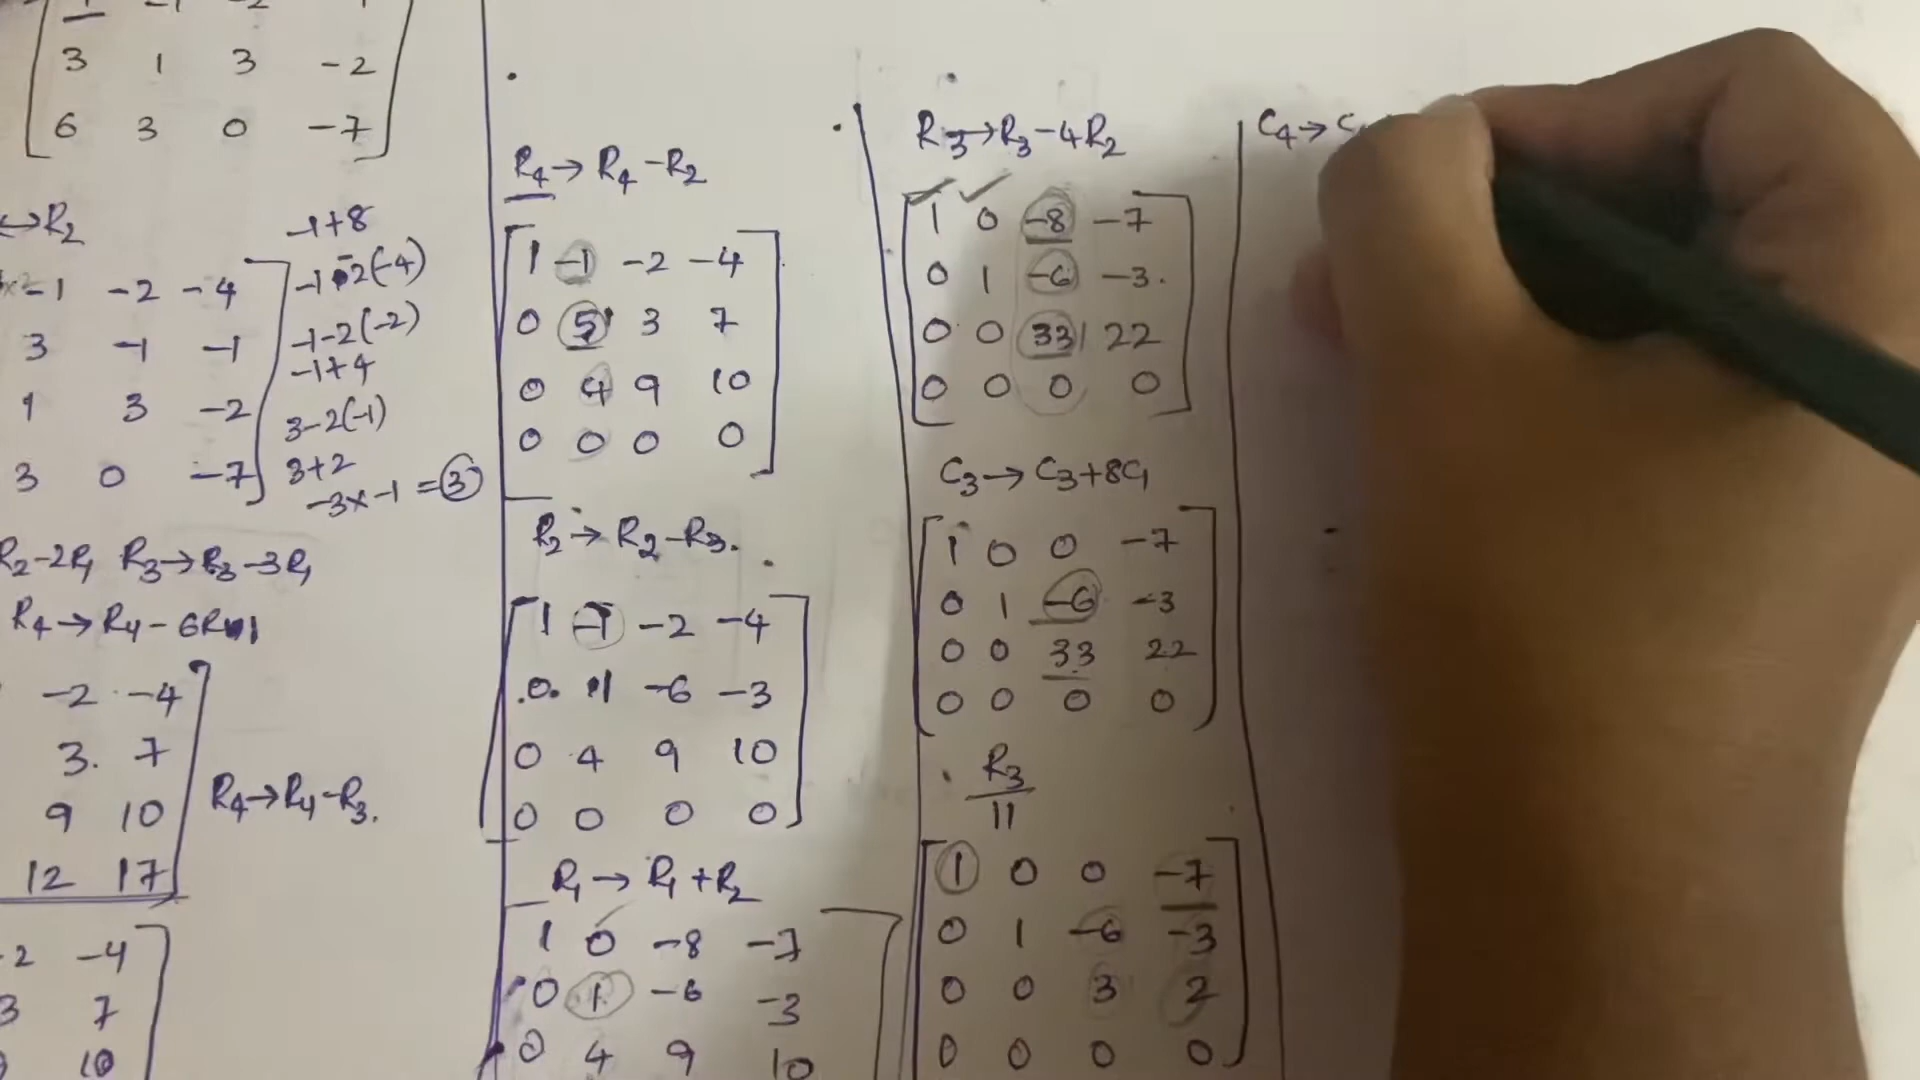 3 1 3 -2
6 3 0 -7
↔R2
-1 -2 -4
3 -1 -1
1 3 -2
3 0 -7
-1+8
-1-2(-4)
-1-2(-2)
-1+4
3-2(-1)
3+2
-3x-1 = 3
R2-2R1 R3→R3-3R1
R4→R4-6R1
-2 -4
3. 7
9 10
12 17
R4→R4-R3.
-2 -4
3 7
10
R4→R4-R2
1 -1 -2 -4
0 5 3 7
0 4 9 10
0 0 0 0
R2→R2-R3.
1 -1 -2 -4
0. 1 -6 -3
0 4 9 10
0 0 0 0
R1→R1+R2
1 0 -8 -7
0 1 -6 -3
0 4 9 10
R3→R3-4R2
1 0 -8 -7
0 1 -6 -3.
0 0 33 22
0 0 0 0
C3→C3+8C1
1 0 0 -7
0 1 -6 -3
0 0 33 22
0 0 0 0
R3
11
1 0 0 -7
0 1 -6 -3
0 0 3 2
0 0 0 0
C4→C